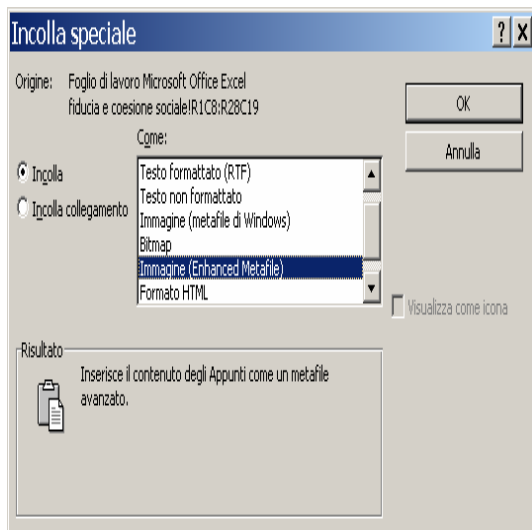 Incolla speciale
Origine: Foglio di lavoro Microsoft Office Excel
fiducia e coesione sociale!R1C8:R28C19
OK
Annulla
Come:
Incolla
Incolla collegamento
Testo formattato (RTF)
Testo non formattato
Immagine (metafile di Windows)
Bitmap
Immagine (Enhanced Metafile)
Formato HTML
Visualizza come icona
Risultato
Inserisce il contenuto degli Appunti come un metafile
avanzato.